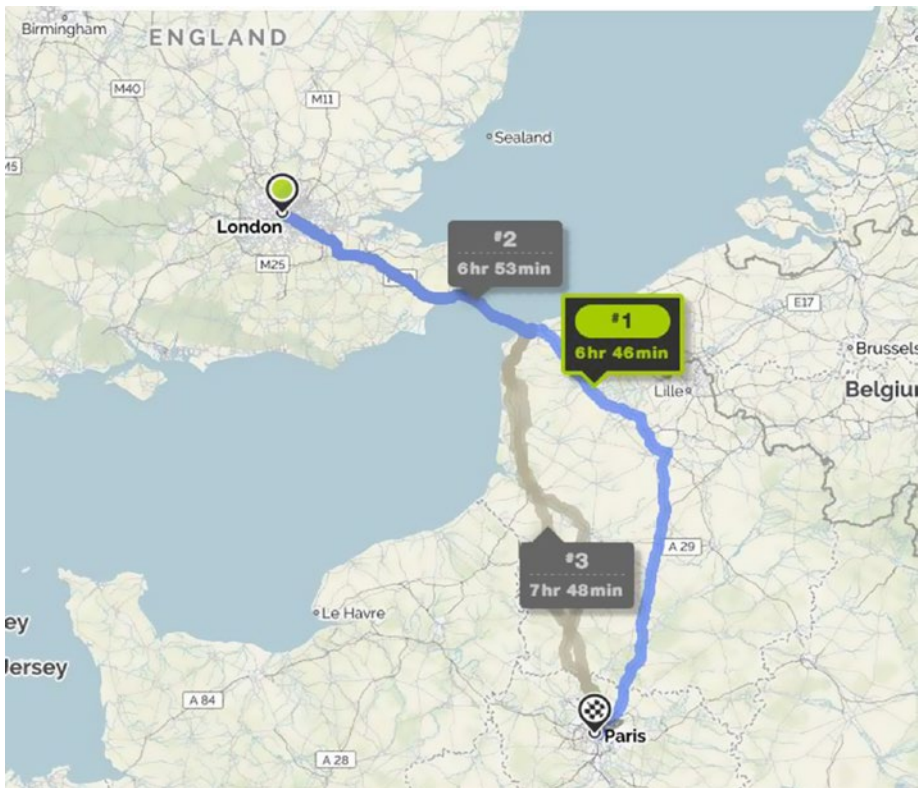 Birmingham
ENGLAND
M40
M11
Sealand
London
M25
#2
6hr 53min
#1
6hr 46min
E17
Brussels
Lille
Belgiu
A 29
#3
7hr 48min
Le Havre
ey
Jersey
A 84
Paris
A 28